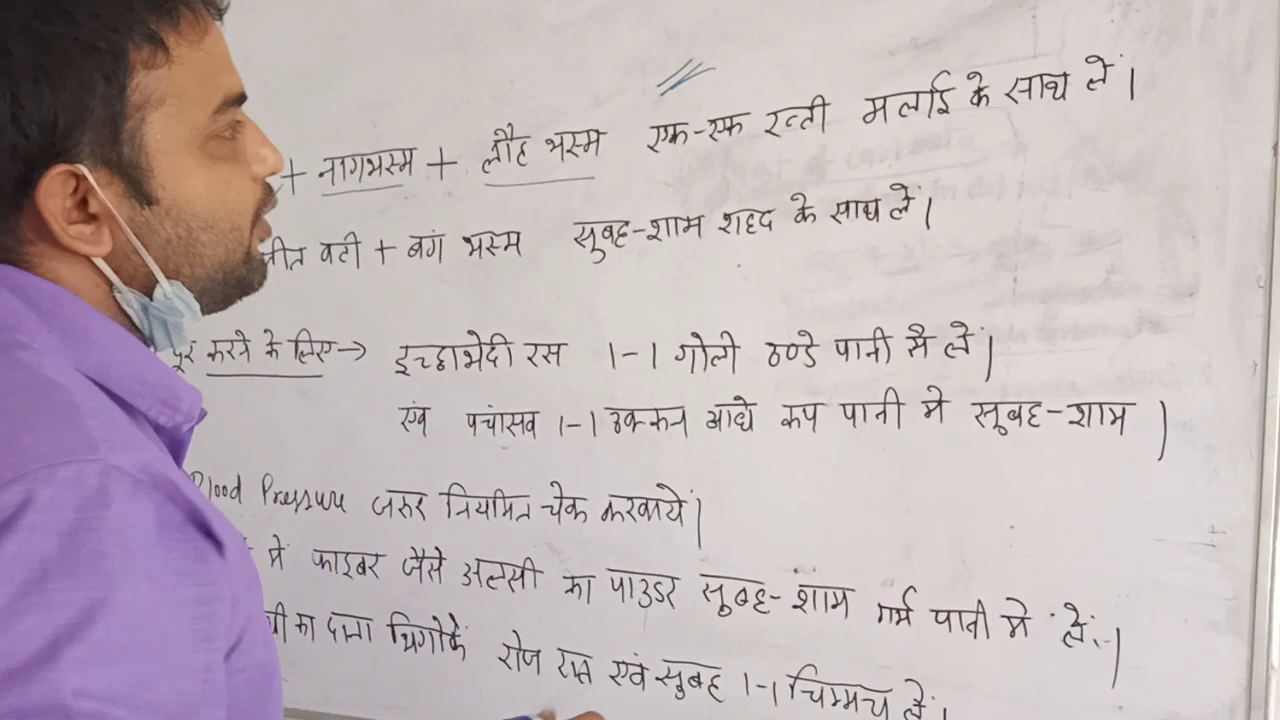 + नागभस्म + लौह भस्म एक-एक रत्ती मलाई के साथ लें।
वटी + बंग भस्म सुबह-शाम शहद के साथ लें।
करने के लिए → इच्छाभेदी रस 1-1 गोली ठण्डे पानी से लें।
एंव पंचासव 1-1 ढक्कन आधे कप पानी मे सुबह-शाम।
Blood Pressure जरुर नियमित चेक करवायें।
में फाइबर जैसे अलसी का पाउडर सुबह-शाम गर्म पानी मे लें।
का दाना भिगोके रोज रात एवं सुबह 1-1 चिम्मच लें।